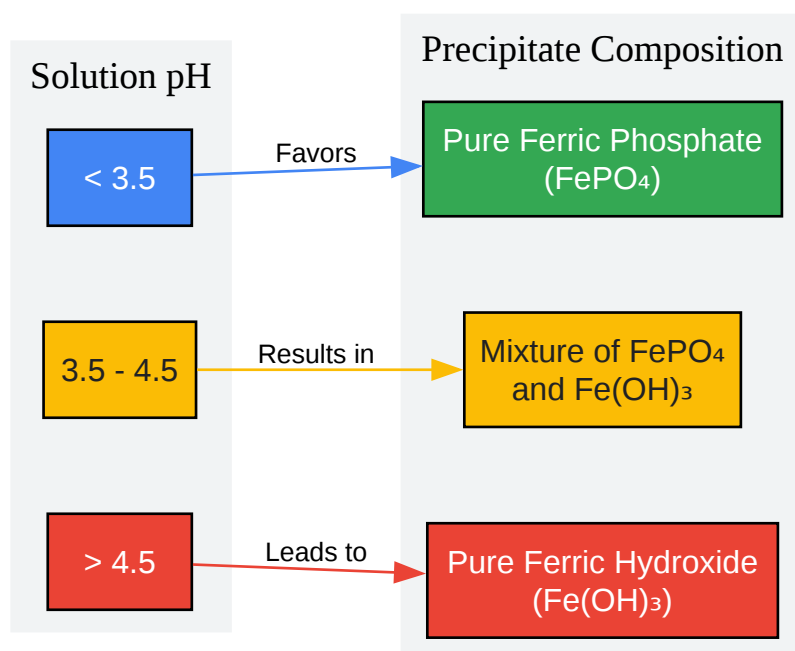 Solution pH
Precipitate Composition
< 3.5
Favors
Pure Ferric Phosphate
(FePO₄)
3.5 - 4.5
Results in
Mixture of FePO₄
and Fe(OH)₃
> 4.5
Leads to
Pure Ferric Hydroxide
(Fe(OH)₃)